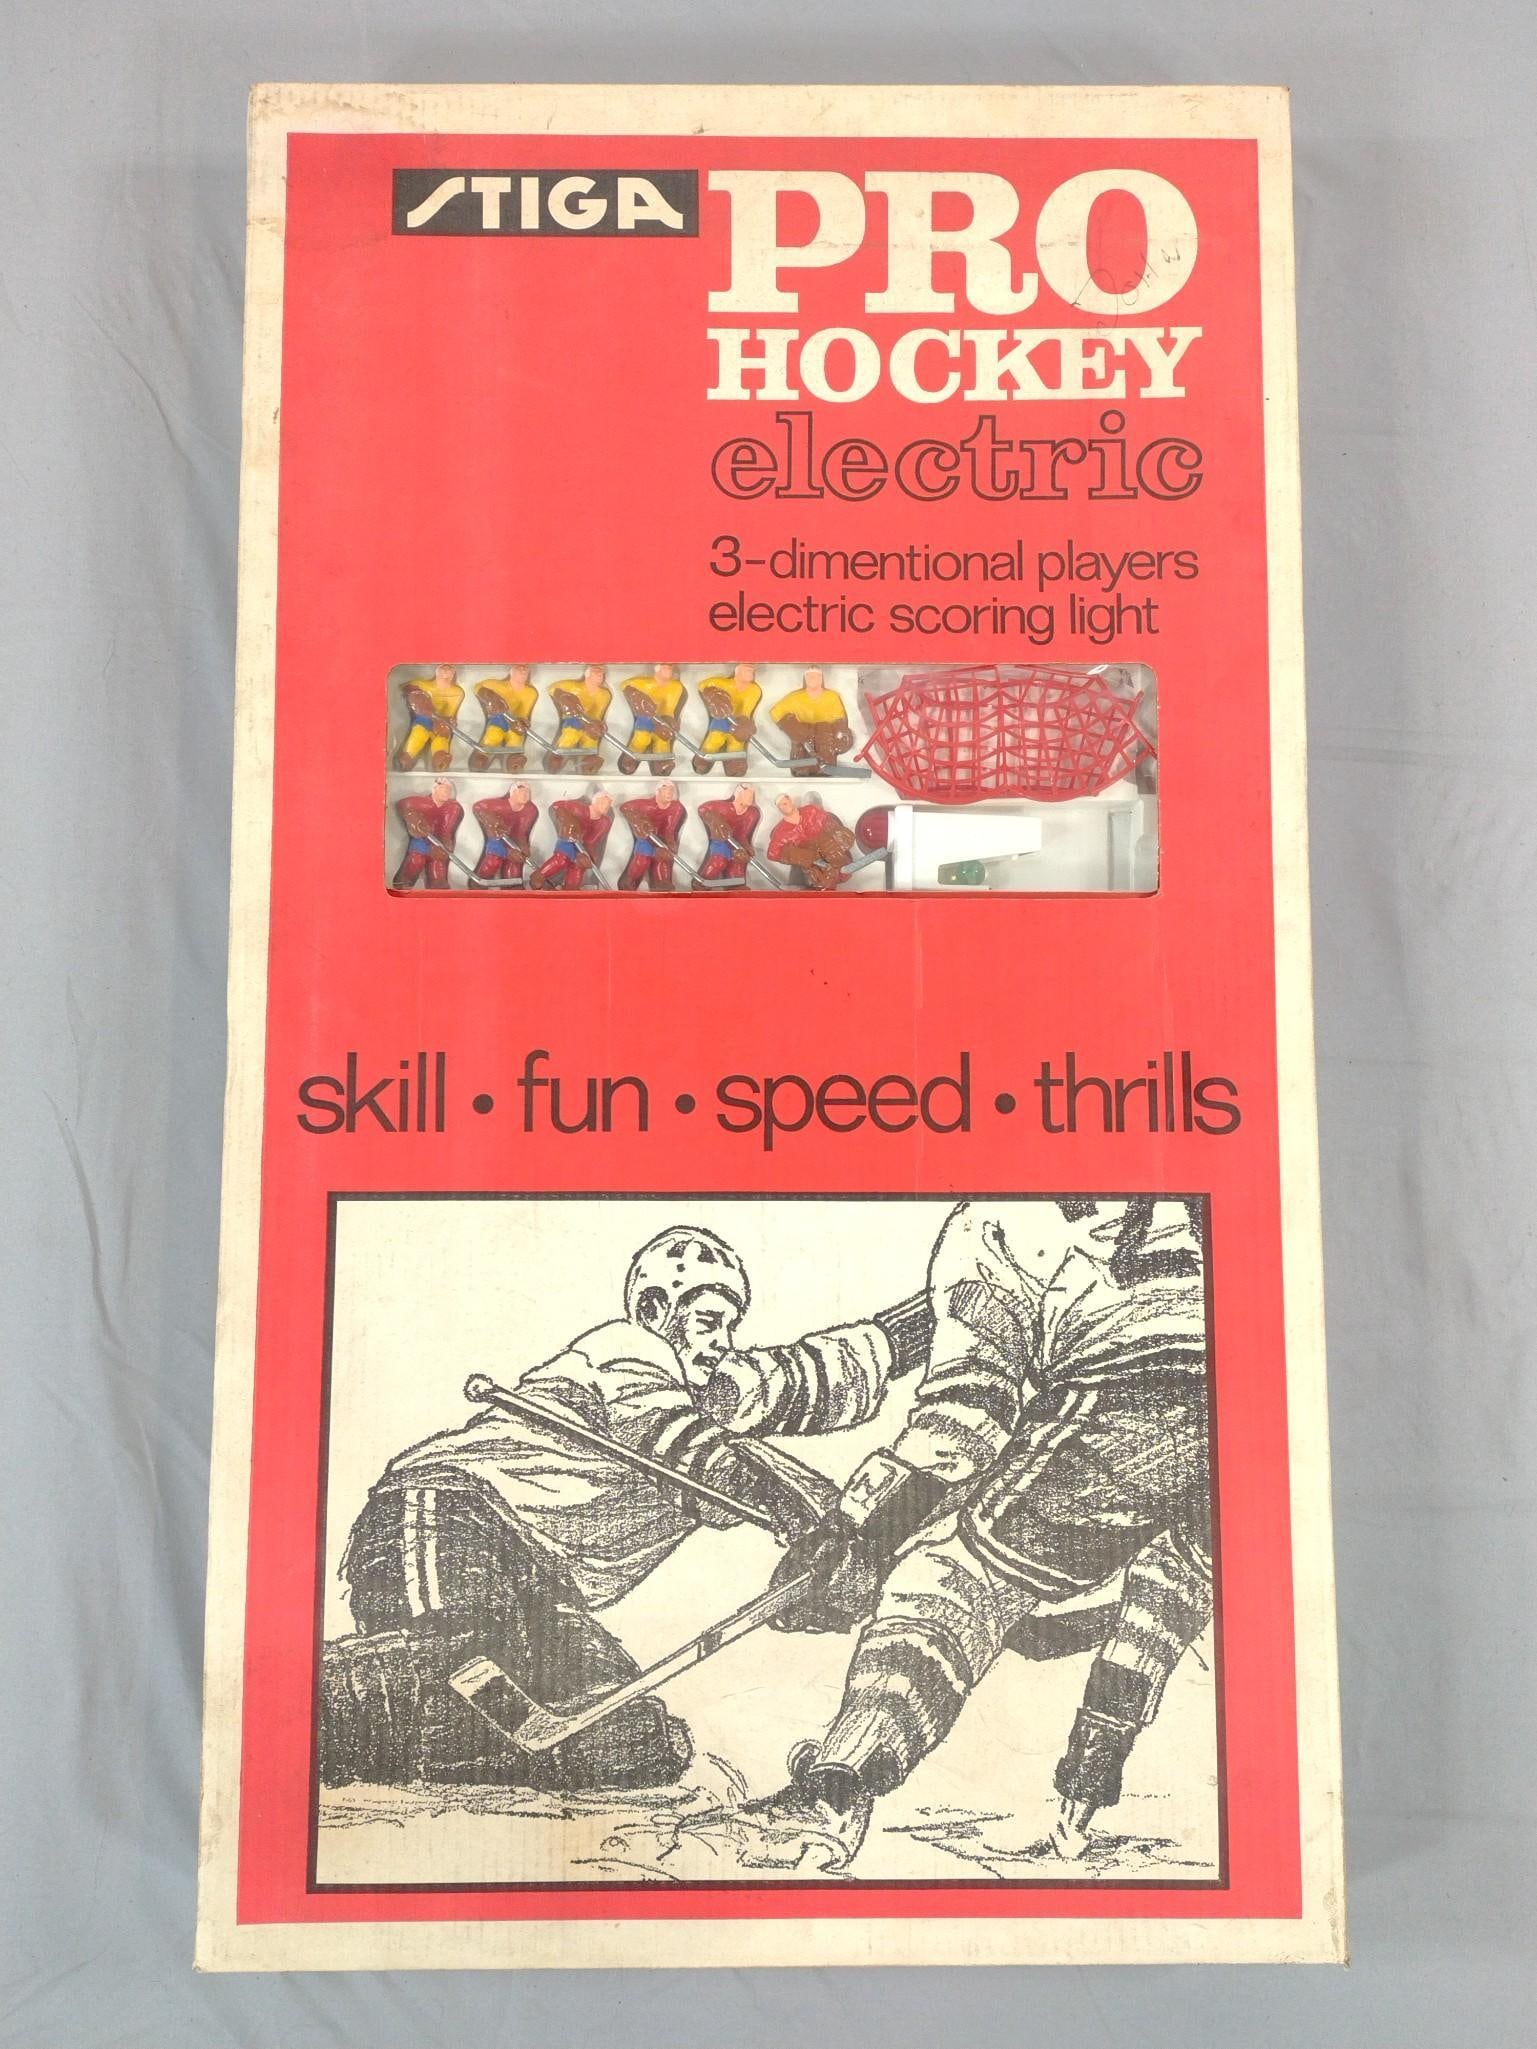 STIGA PRO
HOCKEY
electric
3-dimentional players
electric scoring light
skill • fun • speed • thrills